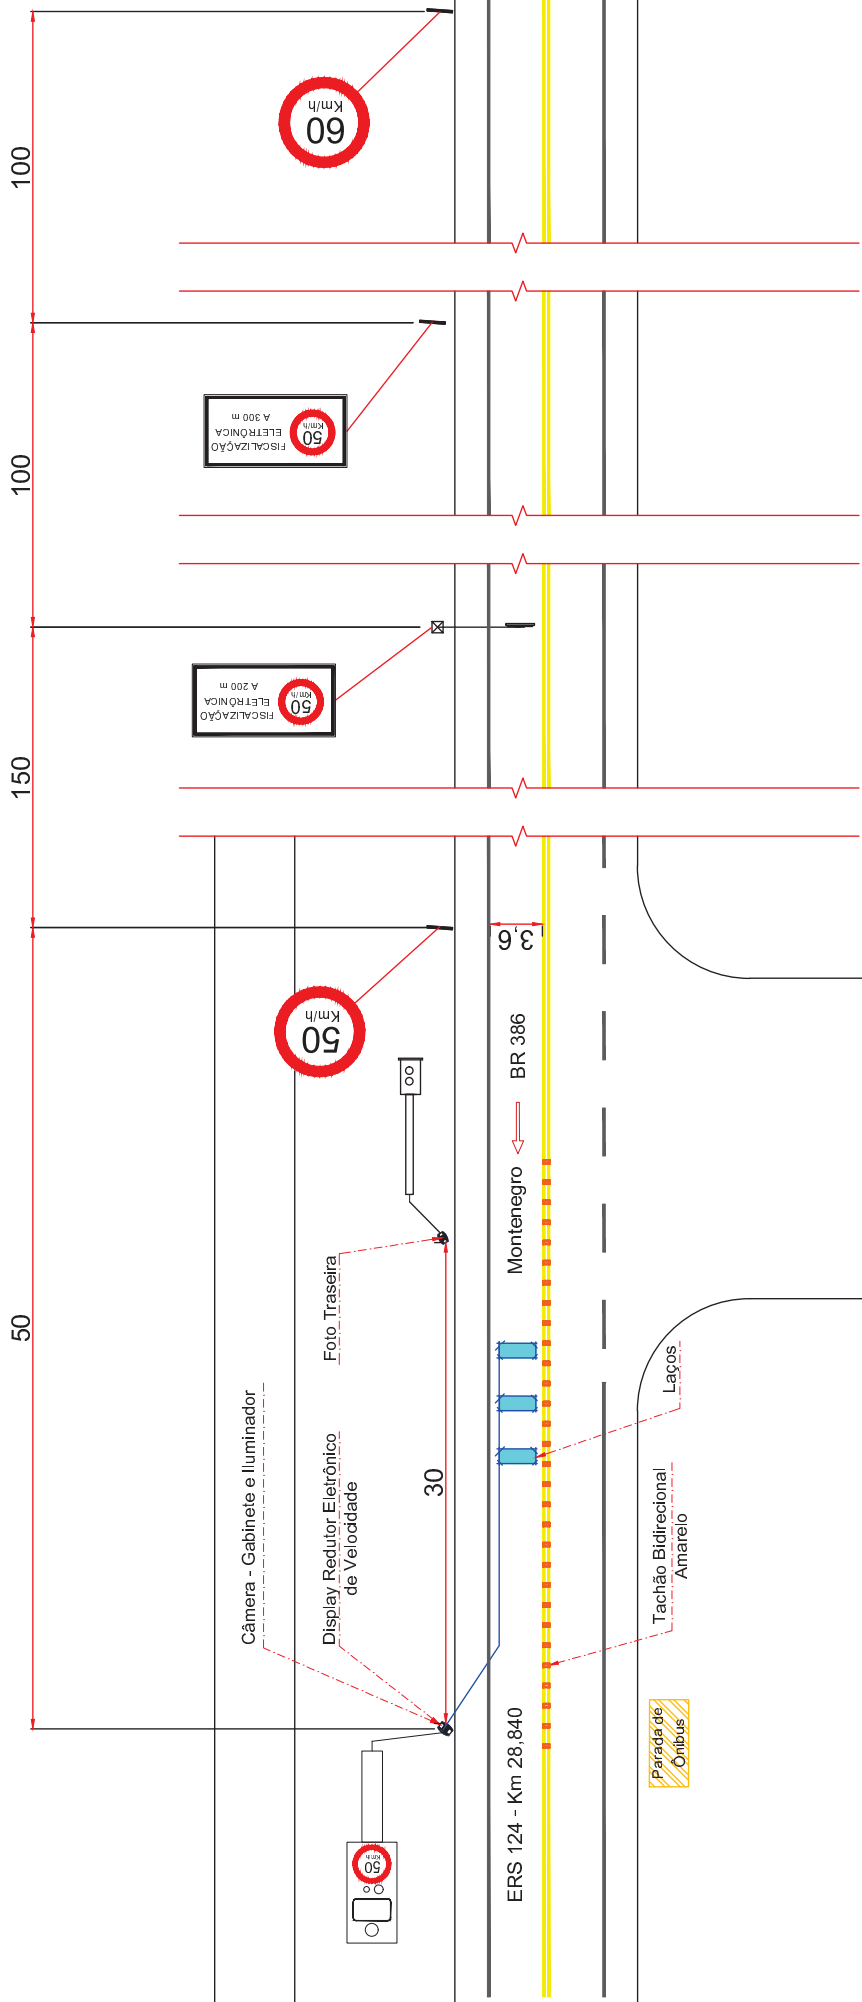 100
60
Km/h
100
FISCALIZAÇÃO
ELETRÔNICA
A 300 m
50
Km/h
150
FISCALIZAÇÃO
ELETRÔNICA
A 200 m
50
Km/h
3,6
50
Km/h
BR 386
Montenegro
50
Foto Traseira
Câmera - Gabinete e Iluminador
Display Redutor Eletrônico
de Velocidade
30
Laços
Tachão Bidirecional
Amarelo
ERS 124 - Km 28,840
Parada de
Ônibus
50
Km/h